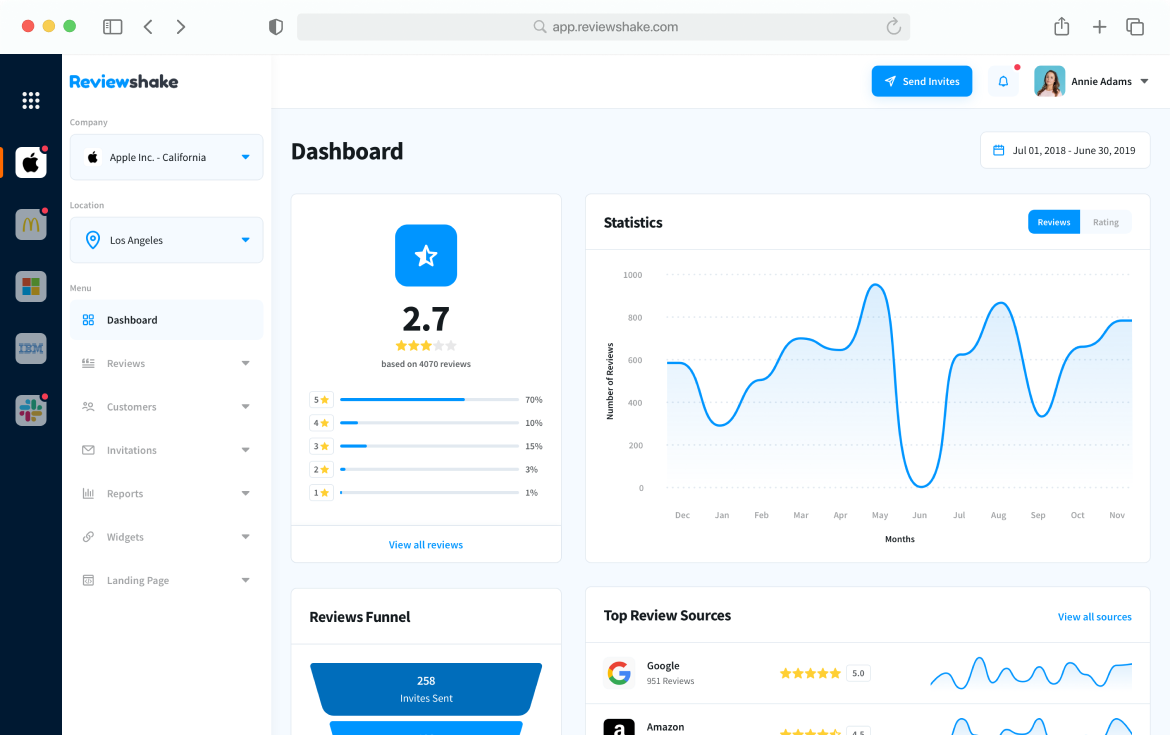 app.reviewshake.com
Reviewshake
Send Invites
Annie Adams
Company
Apple Inc. - California
Location
Los Angeles
Menu
Dashboard
Reviews
Customers
Invitations
Reports
Widgets
Landing Page
IBM
Dashboard
Jul 01, 2018 - June 30, 2019
2.7
based on 4070 reviews
5 70%
4 10%
3 15%
2 3%
1 1%
View all reviews
Statistics
Reviews Rating
Number of Reviews
1000
800
600
400
200
0
Dec Jan Feb Mar Apr May Jun Jul Aug Sep Oct Nov
Months
Reviews Funnel
258
Invites Sent
Top Review Sources
View all sources
Google
951 Reviews
5.0
Amazon
4.5